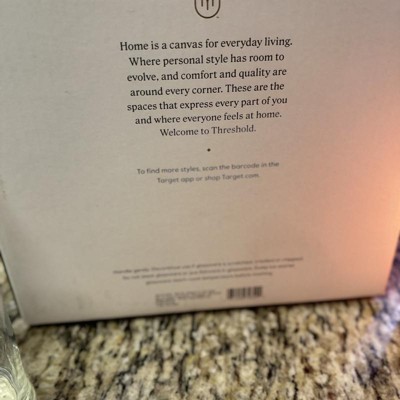 Home is a canvas for everyday living.
Where personal style has room to
evolve, and comfort and quality are
around every corner. These are the
spaces that express every part of you
and where everyone feels at home.
Welcome to Threshold.
To find more styles, scan the barcode in the
Target app or shop Target.com.